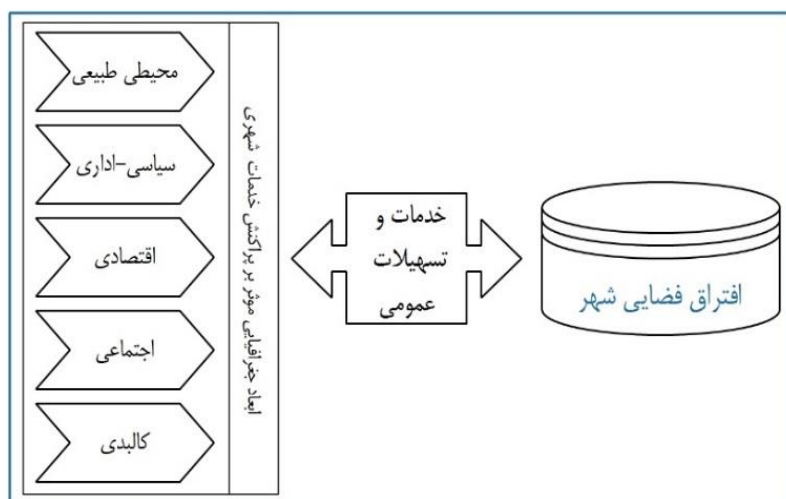 محیطی طبیعی
سیاسی-اداری
اقتصادی
اجتماعی
کالبدی
ابعاد جغرافیایی موثر بر پراکنش خدمات شهری
خدمات و
تسهیلات
عمومی
افتراق فضایی شهر